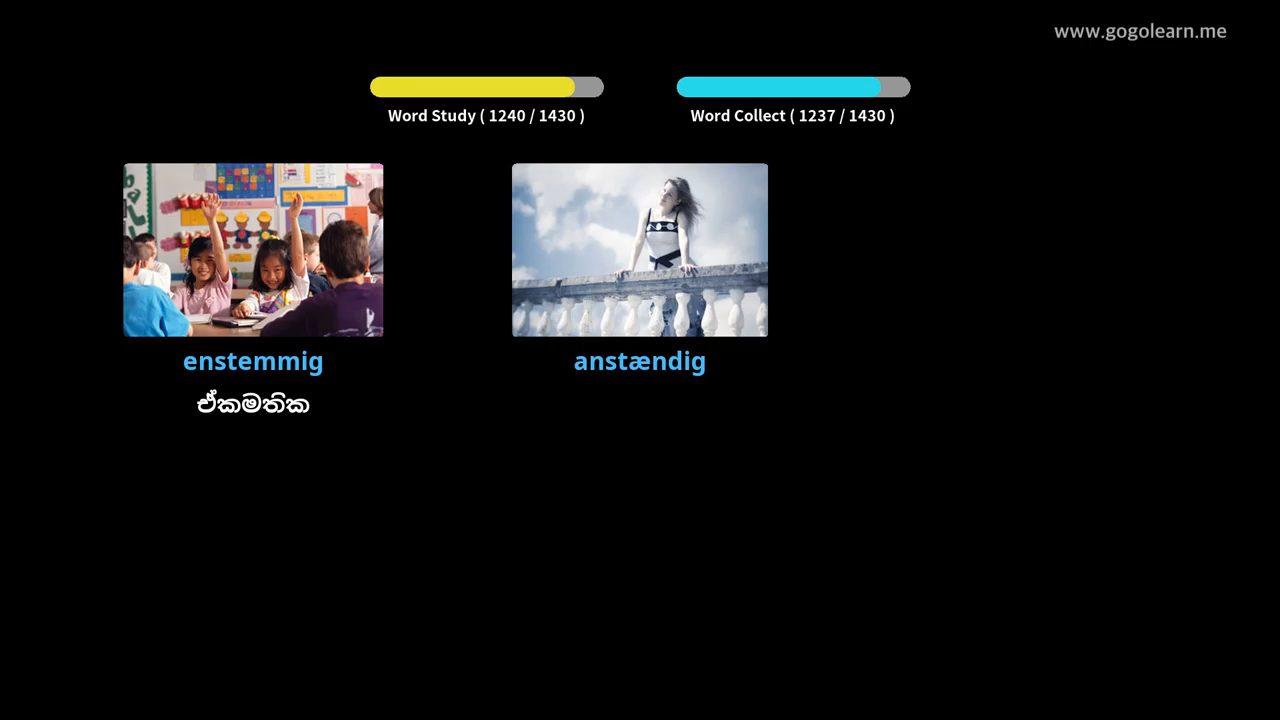 www.gogolearn.me
Word Study ( 1240 / 1430 )
Word Collect ( 1237 / 1430 )
enstemmig
anstændig
ඒකමතික